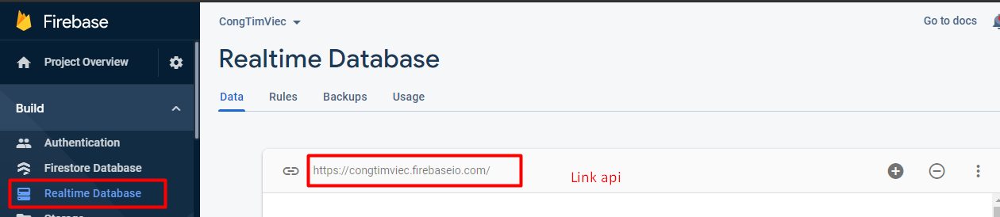 Firebase
CongTimViec
Go to docs
Project Overview
Realtime Database
Data
Rules
Backups
Usage
Build
Authentication
Firestore Database
Realtime Database
Storage
https://congtimviec.firebaseio.com/
Link api